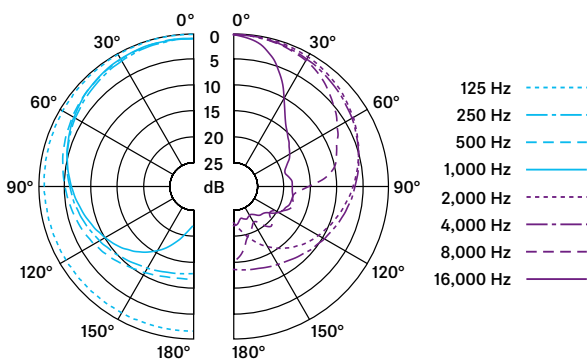 0° 0°
30° 0 30°
5
10
60° 15 60°
20
25
90° dB 90°
120° 120°
150° 150°
180° 180°
125 Hz
250 Hz
500 Hz
1,000 Hz
2,000 Hz
4,000 Hz
8,000 Hz
16,000 Hz